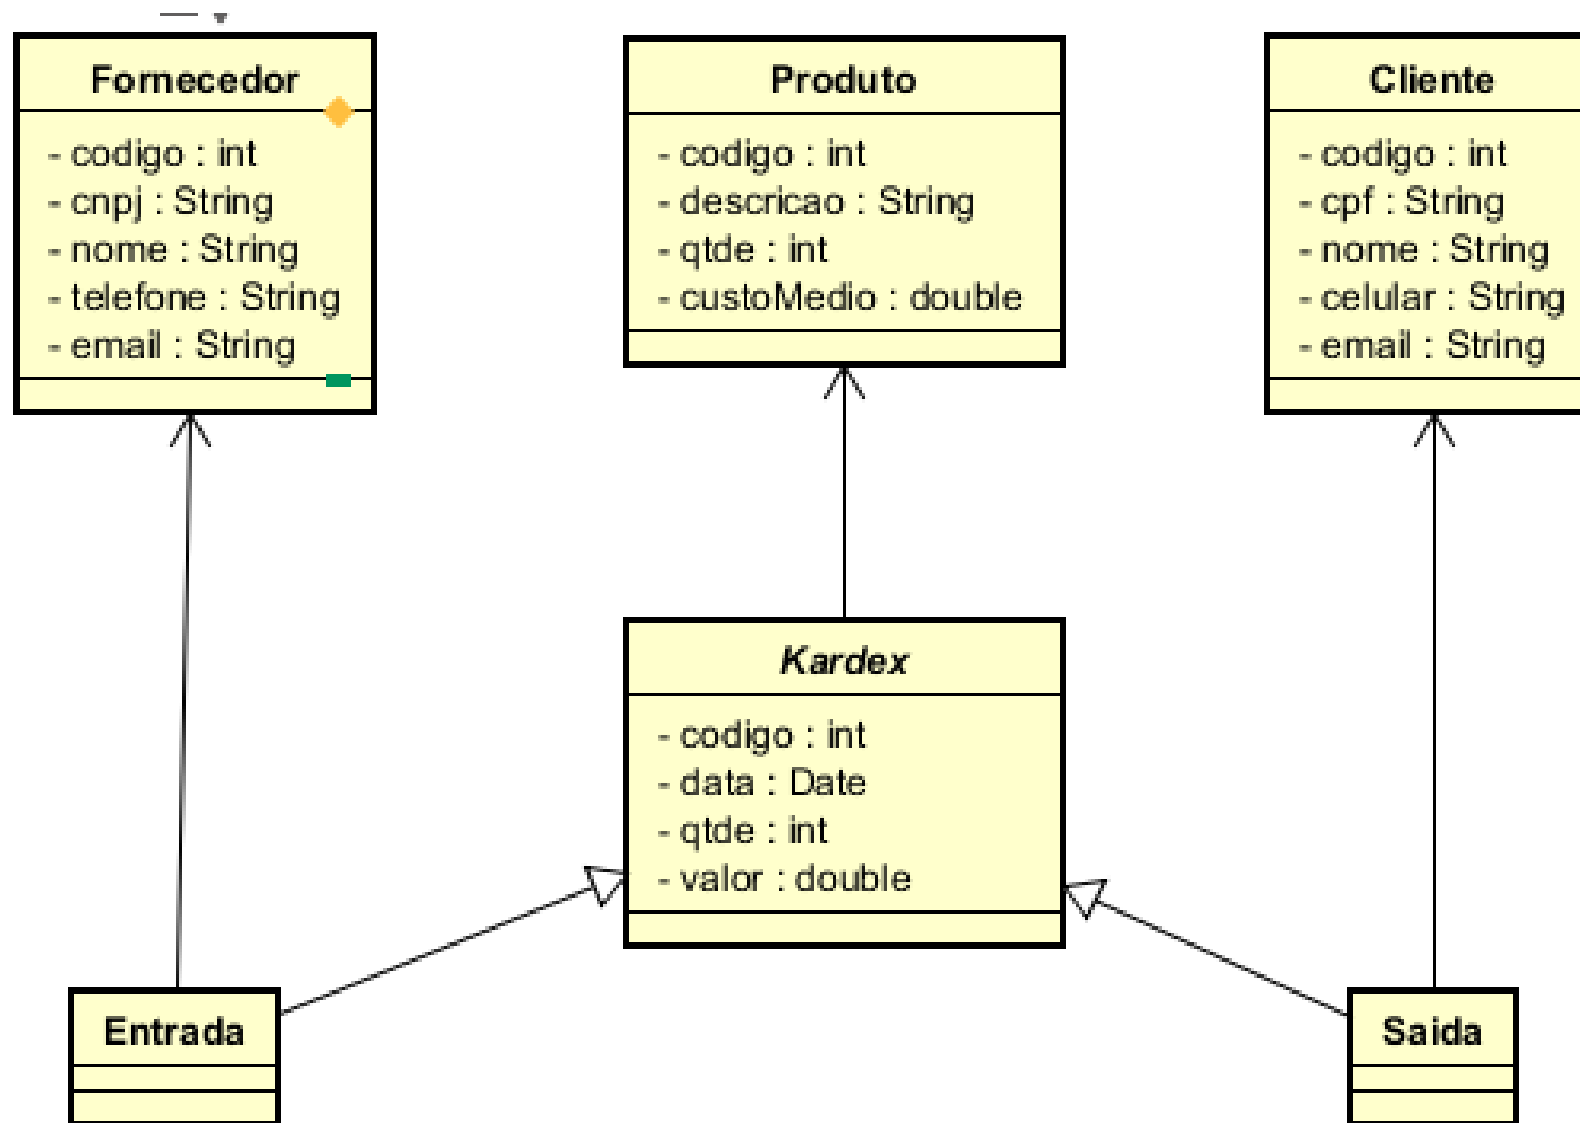 Fornecedor
- codigo : int
- cnpj : String
- nome : String
- telefone : String
- email : String
Produto
- codigo : int
- descricao : String
- qtde : int
- custoMedio : double
Cliente
- codigo : int
- cpf : String
- nome : String
- celular : String
- email : String
Kardex
- codigo : int
- data : Date
- qtde : int
- valor : double
Entrada
Saida